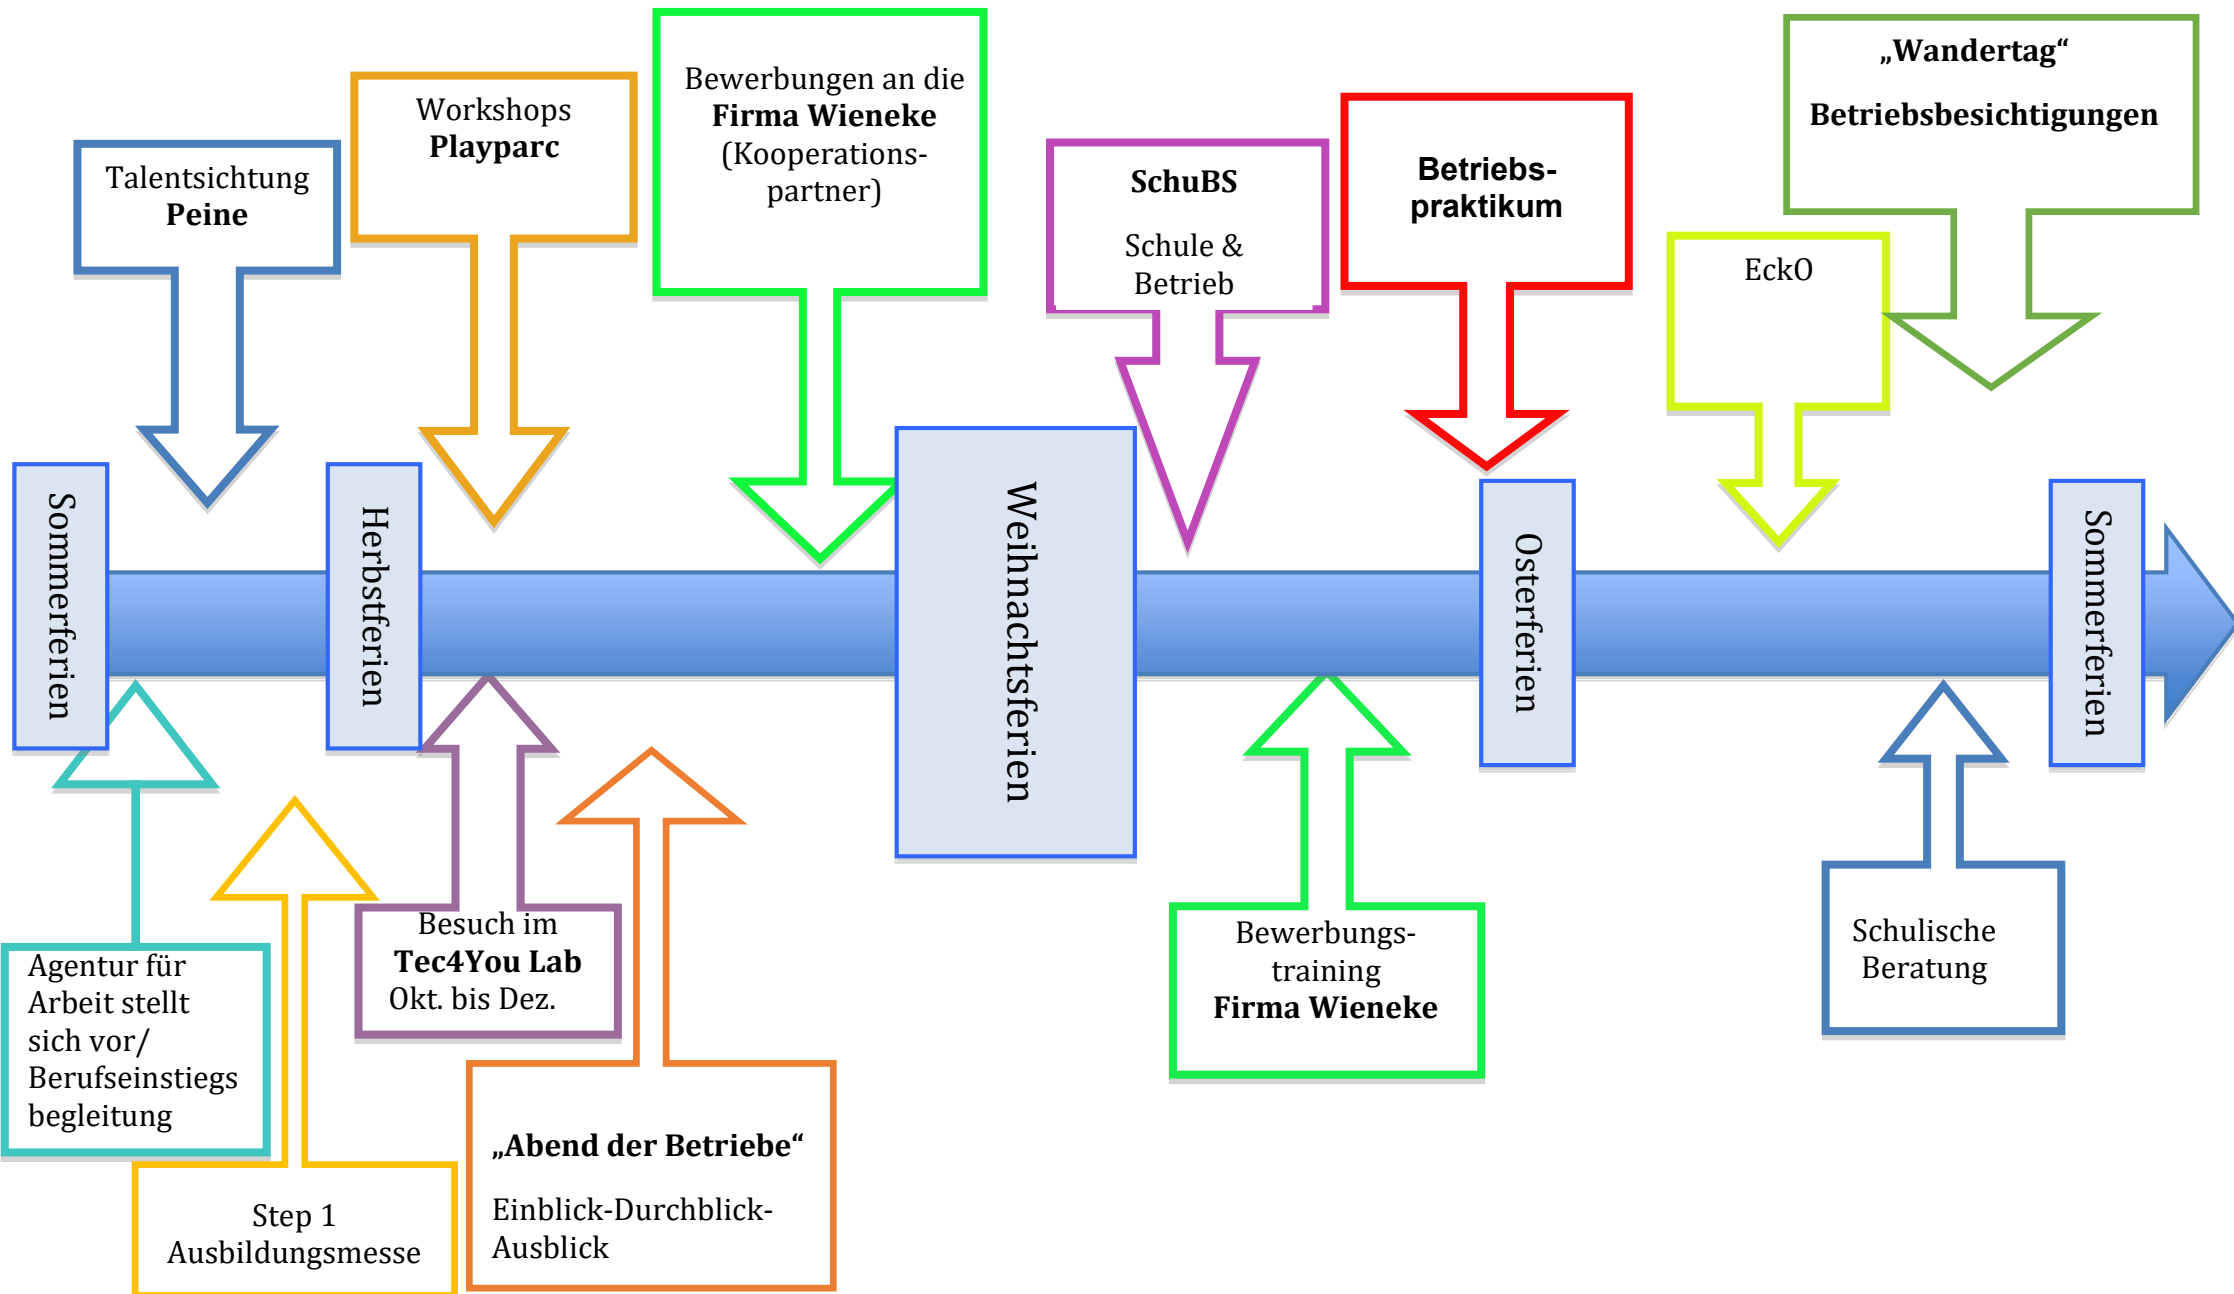 Talentsichtung
Peine
Workshops
Playparc
Bewerbungen an die
Firma Wieneke
(Kooperations-
partner)
SchuBS
Schule &
Betrieb
Betriebs-
praktikum
EckO
„Wandertag“
Betriebsbesichtigungen
Sommerferien
Herbstferien
Weihnachtsferien
Osterferien
Sommerferien
Agentur für
Arbeit stellt
sich vor/
Berufseinstiegs
begleitung
Step 1
Ausbildungsmesse
Besuch im
Tec4You Lab
Okt. bis Dez.
„Abend der Betriebe“
Einblick-Durchblick-
Ausblick
Bewerbungs-
training
Firma Wieneke
Schulische
Beratung